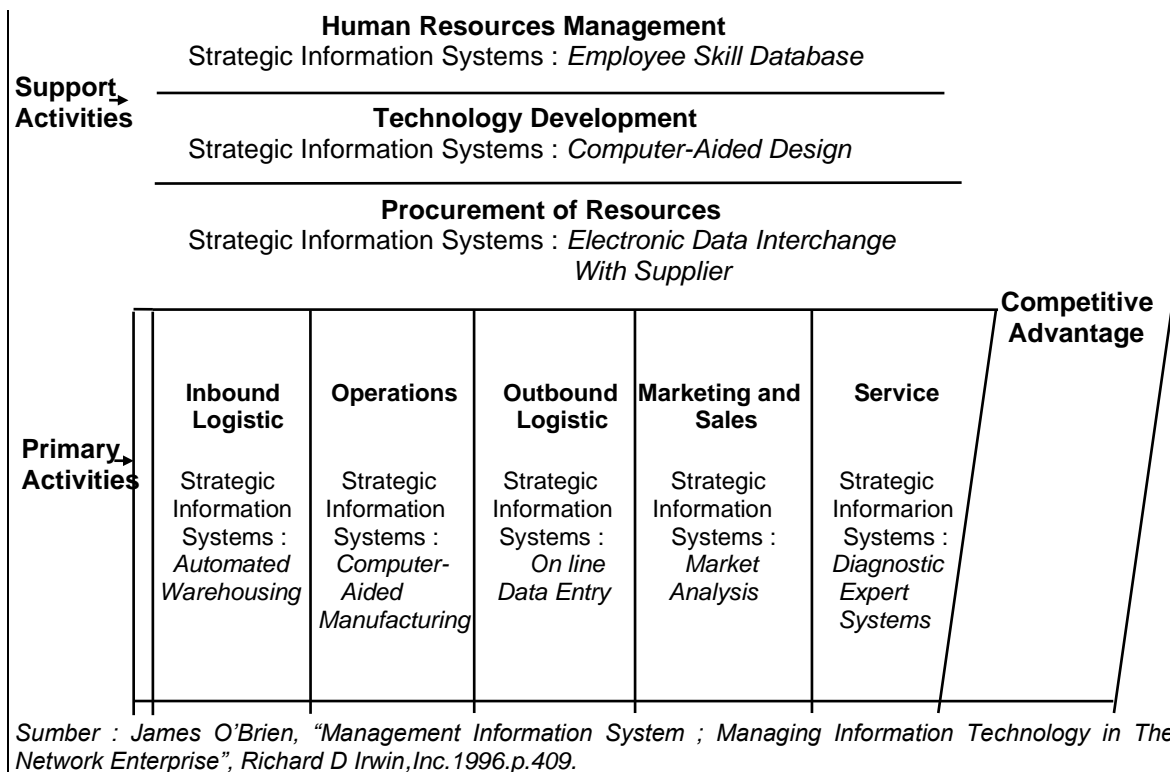 Human Resources Management
Strategic Information Systems : Employee Skill Database
Support
Activities
Technology Development
Strategic Information Systems : Computer-Aided Design
Procurement of Resources
Strategic Information Systems : Electronic Data Interchange
With Supplier
Competitive
Advantage
Primary
Activities
Inbound
Logistic
Strategic
Information
Systems :
Automated
Warehousing
Operations
Strategic
Information
Systems :
Computer-
Aided
Manufacturing
Outbound
Logistic
Strategic
Information
Systems :
On line
Data Entry
Marketing and
Sales
Strategic
Information
Systems :
Market
Analysis
Service
Strategic
Informarion
Systems :
Diagnostic
Expert
Systems
Sumber : James O’Brien, “Management Information System ; Managing Information Technology in The
Network Enterprise”, Richard D Irwin,Inc.1996.p.409.